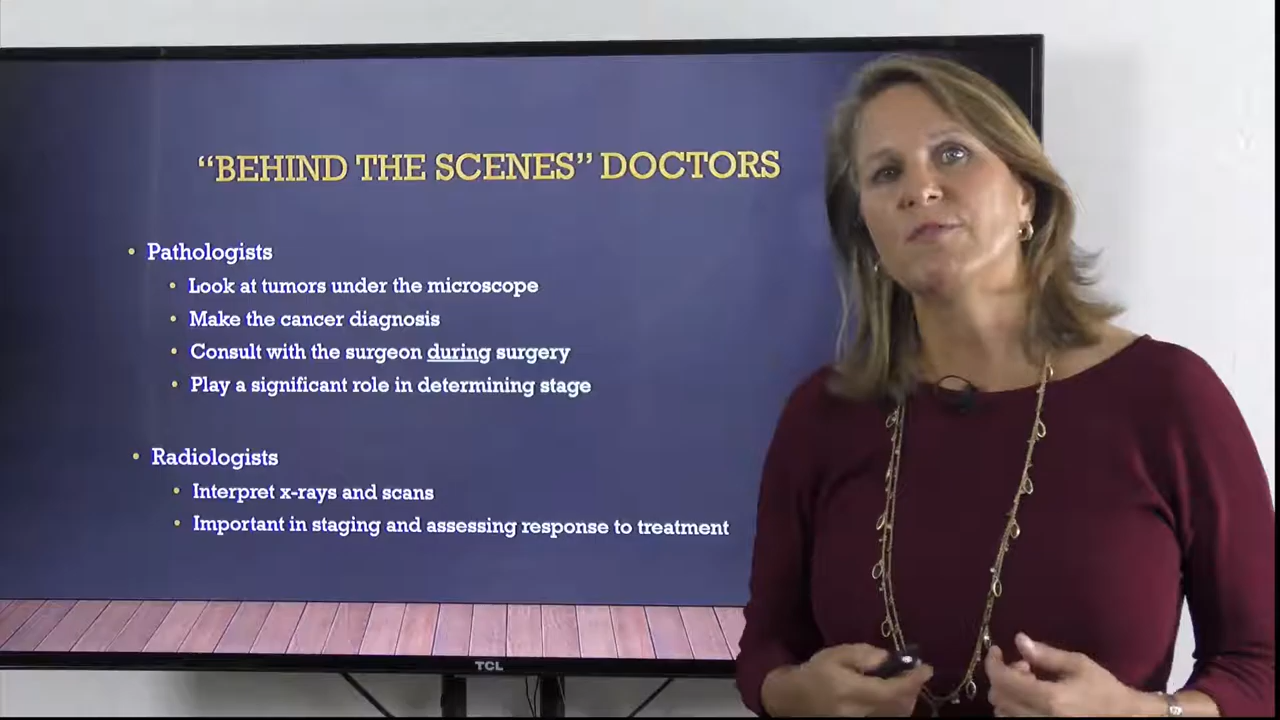 “BEHIND THE SCENES” DOCTORS
• Pathologists
• Look at tumors under the microscope
• Make the cancer diagnosis
• Consult with the surgeon during surgery
• Play a significant role in determining stage
• Radiologists
• Interpret x-rays and scans
• Important in staging and assessing response to treatment
TCL